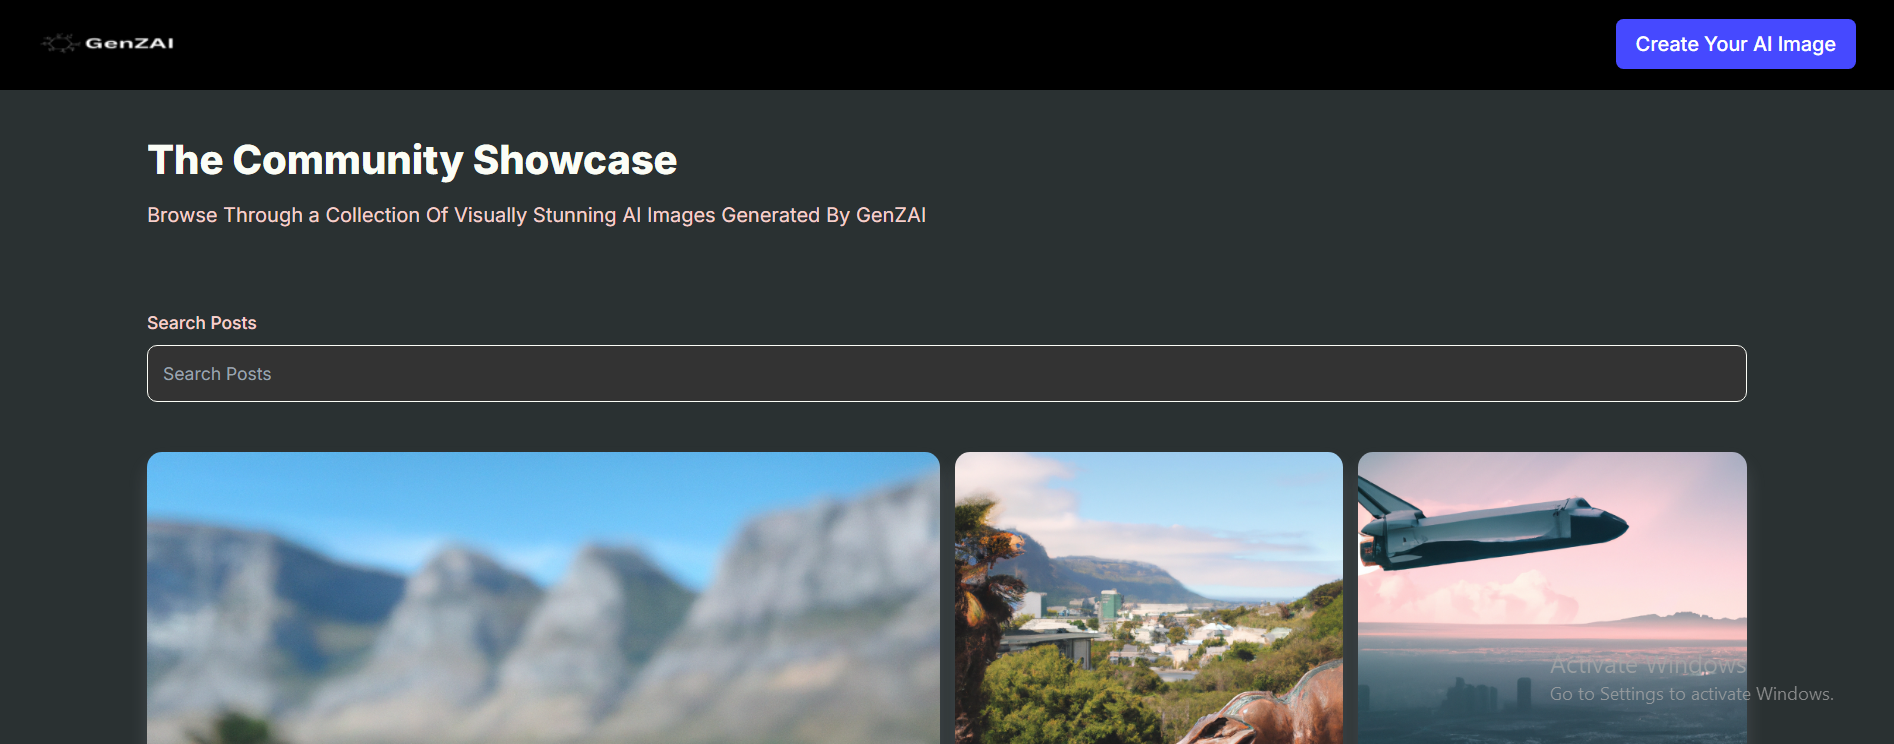 GenZAI
Create Your AI Image
The Community Showcase
Browse Through a Collection Of Visually Stunning AI Images Generated By GenZAI
Search Posts
Search Posts
Activate Windows
Go to Settings to activate Windows.